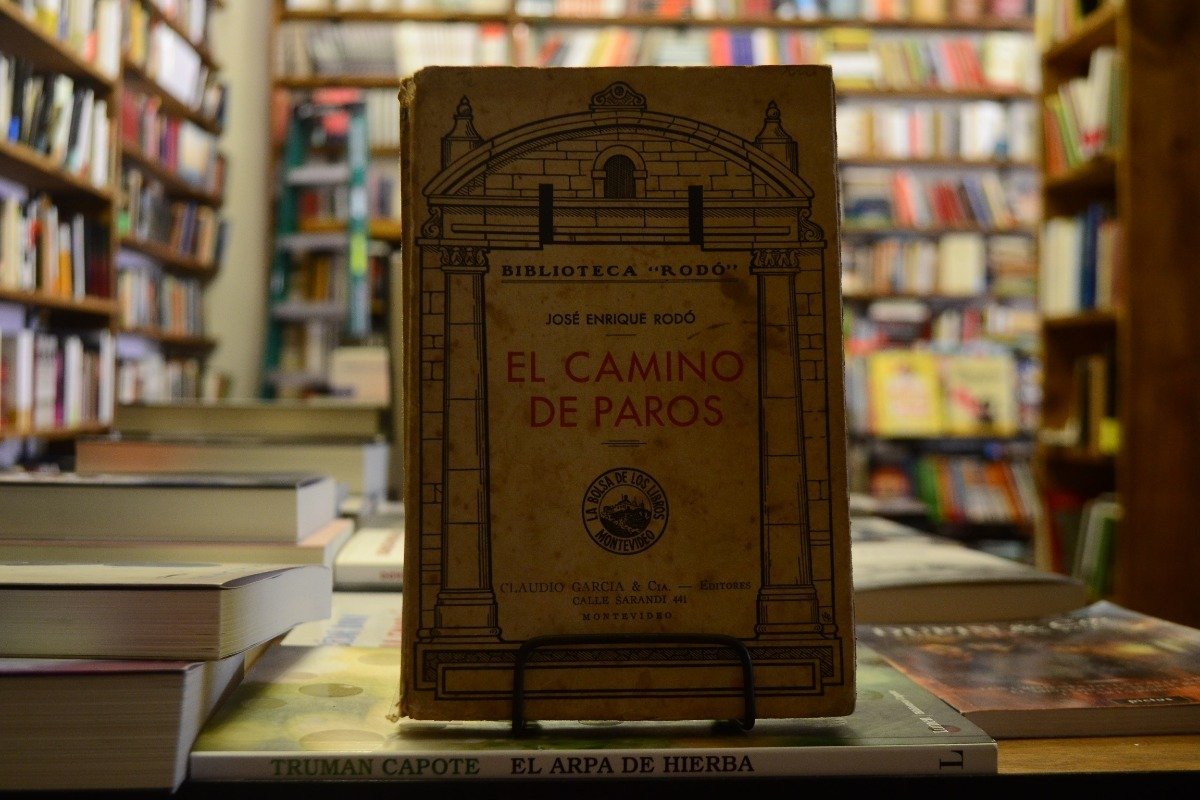 BIBLIOTECA "RODÓ"
JOSÉ ENRIQUE RODÓ
EL CAMINO
DE PAROS
LA BOLSA DE LOS LIBROS
MONTEVIDEO
CLAUDIO GARCIA & CIA. — EDITORES
CALLE SARANDÍ 441
MONTEVIDEO
TRUMAN CAPOTE EL ARPA DE HIERBA L